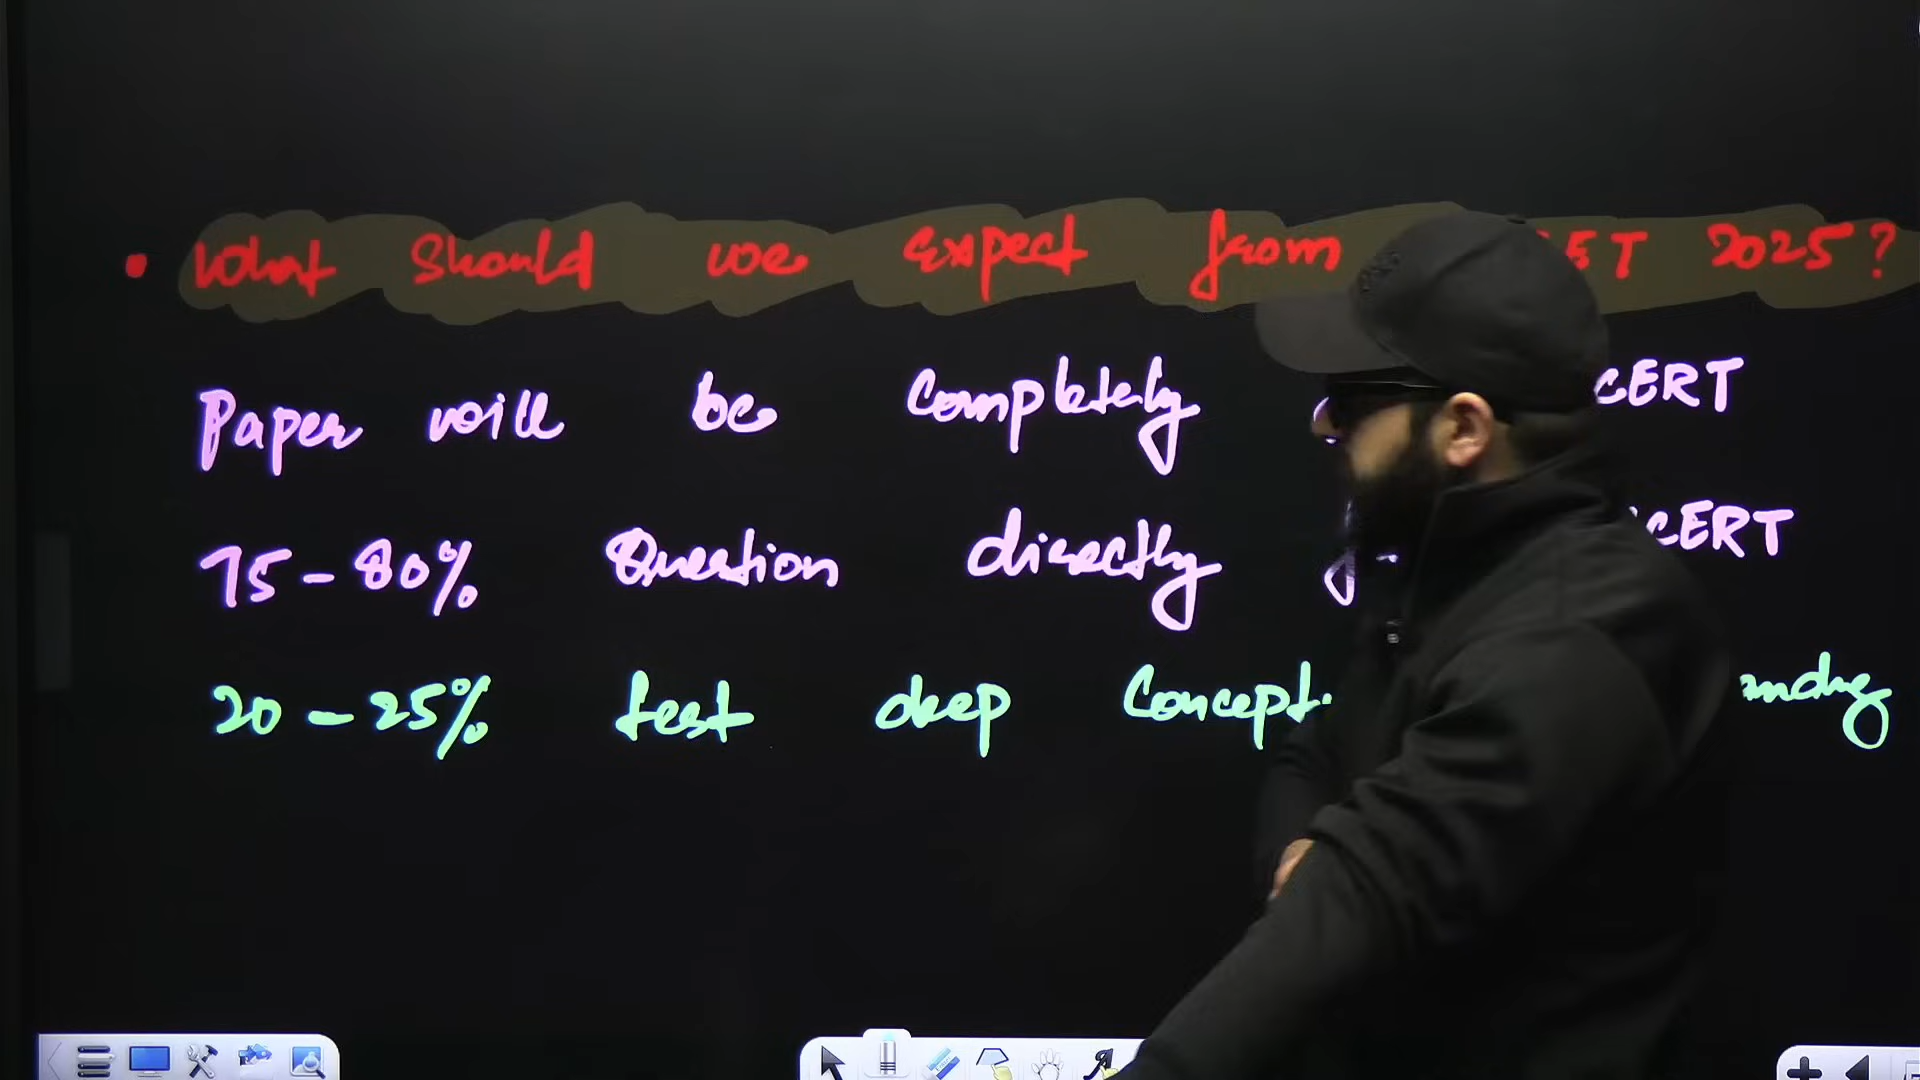 • What should we expect from ET 2025?
Paper will be completely CERT
75-80% Question directly CERT
20-25% test deep Concept